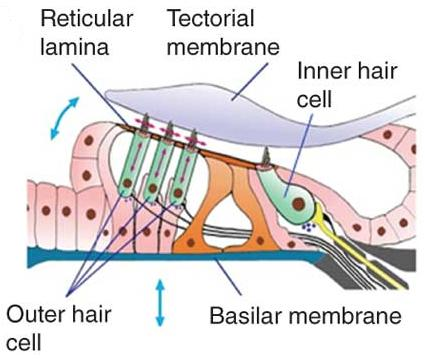 Reticular
lamina
Tectorial
membrane
Inner hair
cell
Outer hair
cell
Basilar membrane